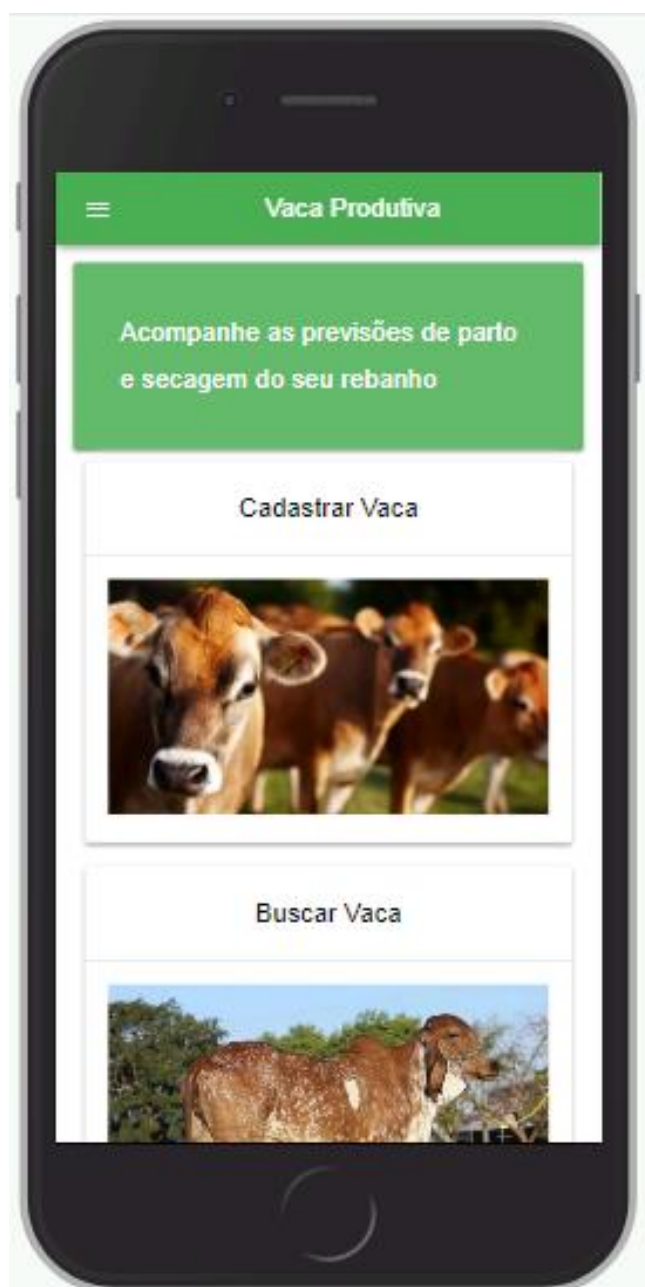 Vaca Produtiva
Acompanhe as previsões de parto
e secagem do seu rebanho
Cadastrar Vaca
Buscar Vaca